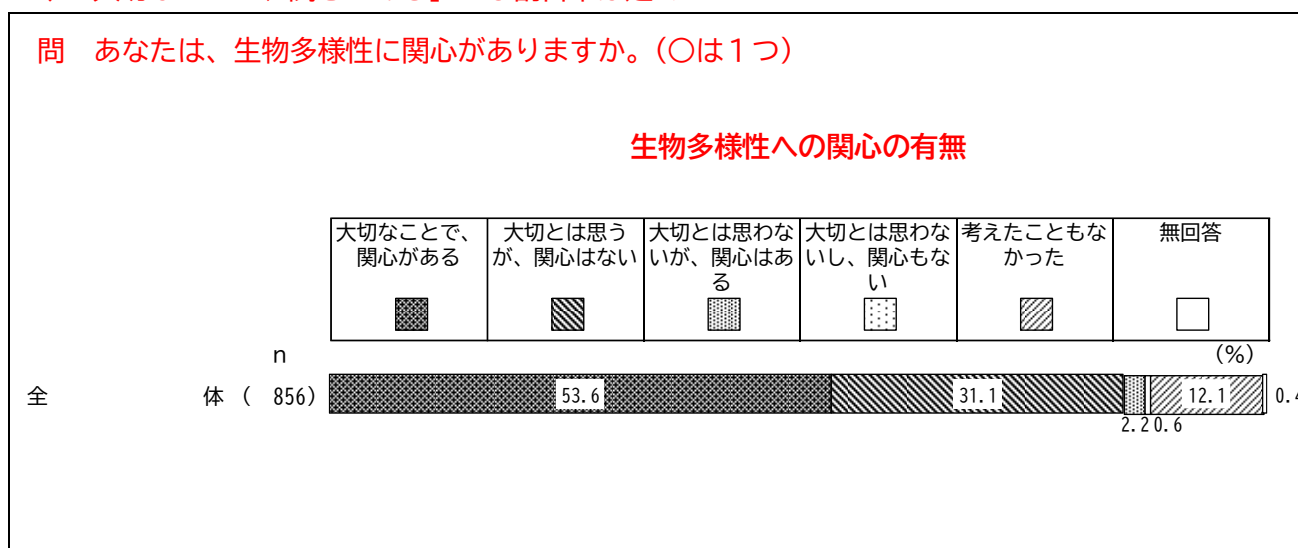 問　あなたは、生物多様性に関心がありますか。（○は１つ）
生物多様性への関心の有無
大切なことで、
関心がある
大切とは思う
が、関心はない
大切とは思わな
いが、関心はあ
る
大切とは思わな
いし、関心もな
い
考えたこともな
かった
無回答
n
(%)
全 体 ( 856)
53.6
31.1
2.2
0.6
12.1
0.4